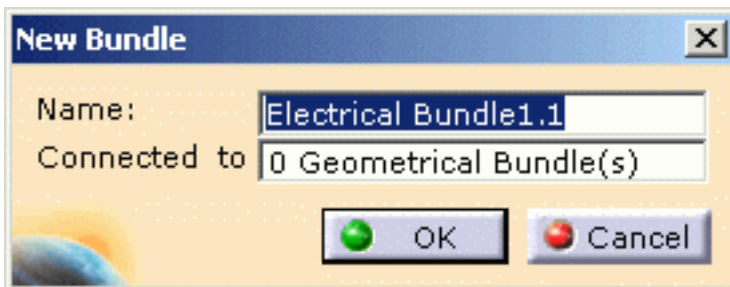 New Bundle
Name: Electrical Bundle1.1
Connected to 0 Geometrical Bundle(s)
OK Cancel